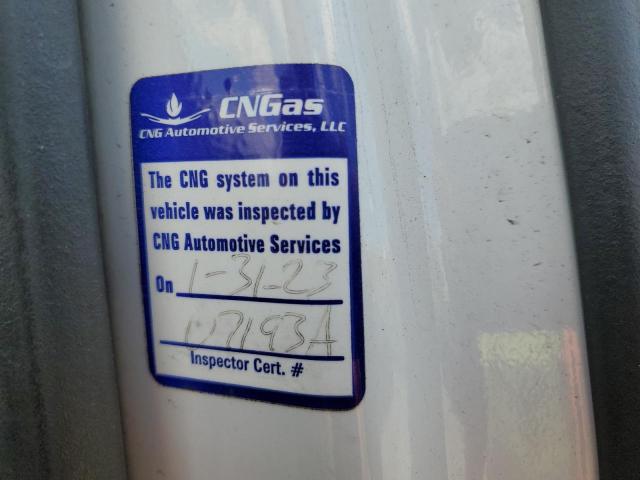 CNGas
CNG Automotive Services, LLC
The CNG system on this
vehicle was inspected by
CNG Automotive Services
On 1-31-23
Inspector Cert. #